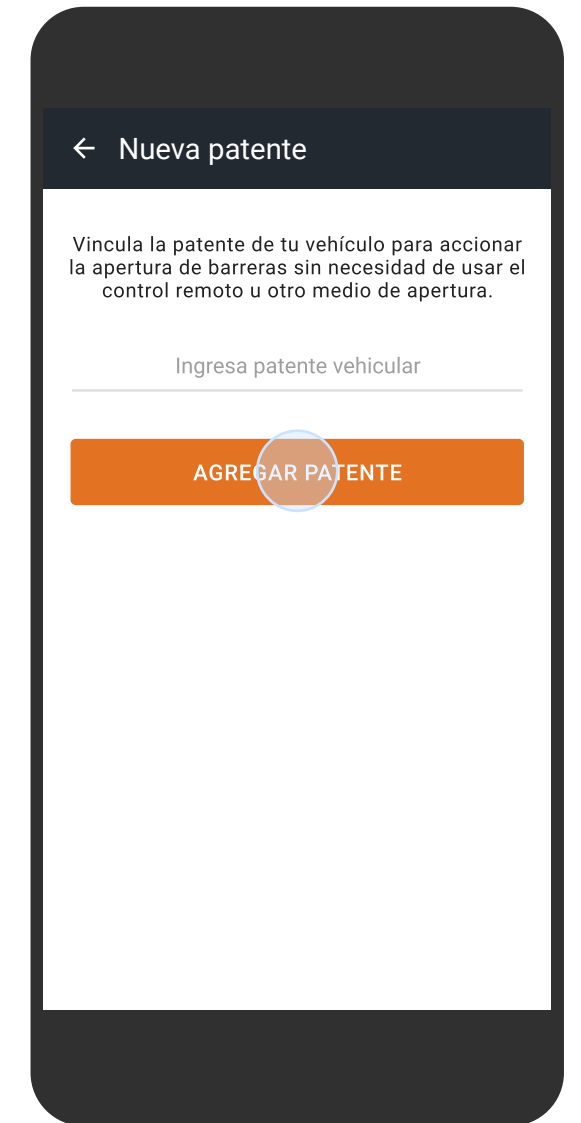 Nueva patente
Vincula la patente de tu vehículo para accionar
la apertura de barreras sin necesidad de usar el
control remoto u otro medio de apertura.
Ingresa patente vehicular
AGREGAR PATENTE